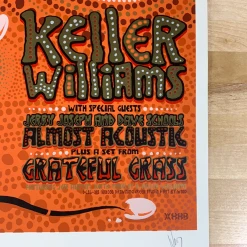 KELLER
WILLIAMS
WITH SPECIAL GUESTS
JERRY JOSEPH AND DAVE SCHOOLS
ALMOST ACOUSTIC
PLUS A SET FROM
GRATEFUL GRASS